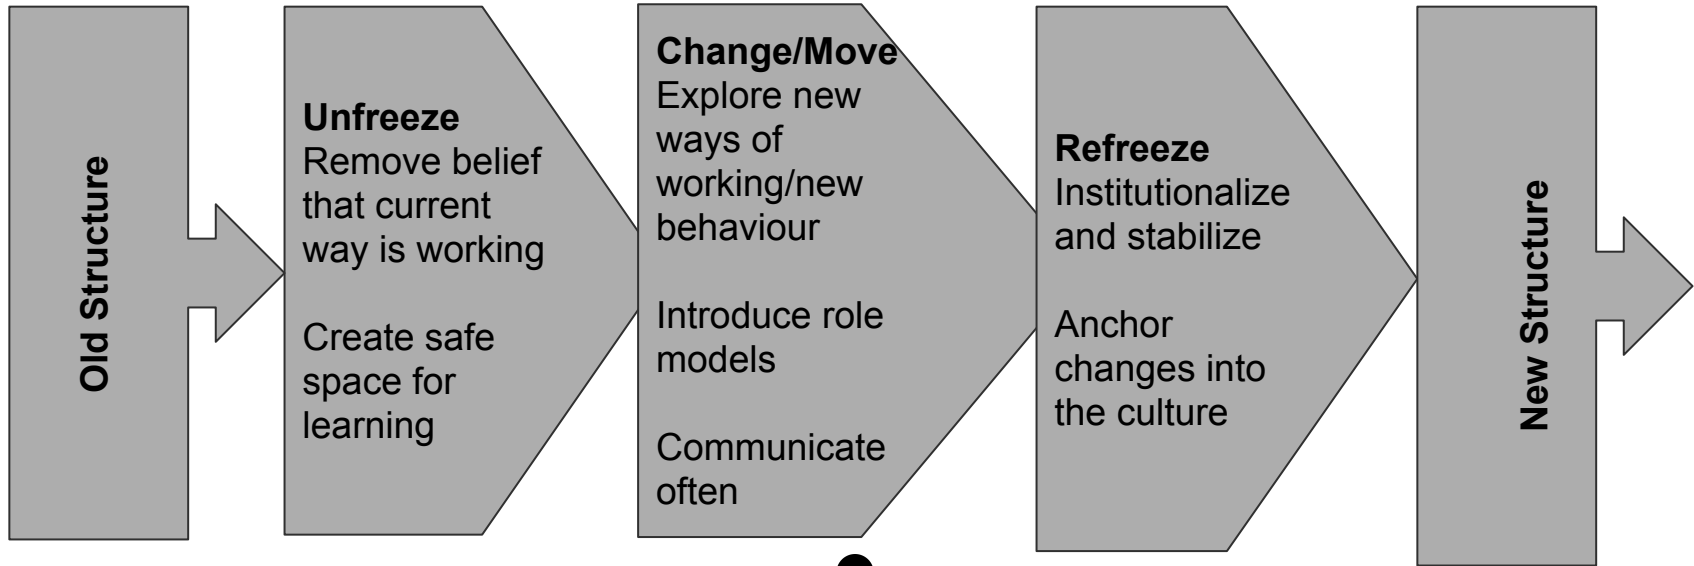 Old Structure
Unfreeze
Remove belief
that current
way is working
Create safe
space for
learning
Change/Move
Explore new
ways of
working/new
behaviour
Introduce role
models
Communicate
often
Refreeze
Institutionalize
and stabilize
Anchor
changes into
the culture
New Structure